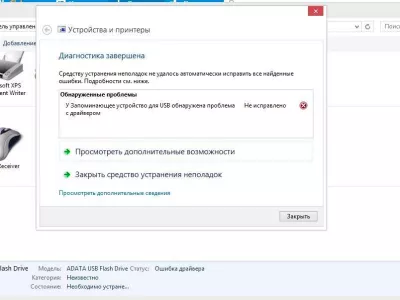 ель управлен
Добавление
Устройства и принтеры
Диагностика завершена
Средству устранения неполадок не удалось автоматически исправить все найденные
ошибки. Подробности см. ниже.
Обнаруженные проблемы
У Запоминающее устройство для USB обнаружена проблема Не исправлено
с драйвером
soft XPS
ent Writer
Просмотреть дополнительные возможности
Receiver
Закрыть средство устранения неполадок
Просмотреть дополнительные сведения
Закрыть
Flash Drive Модель: ADATA USB Flash Drive Статус: Ошибка драйвера
Категория: Неизвестно
Состояние: Необходимо устране...